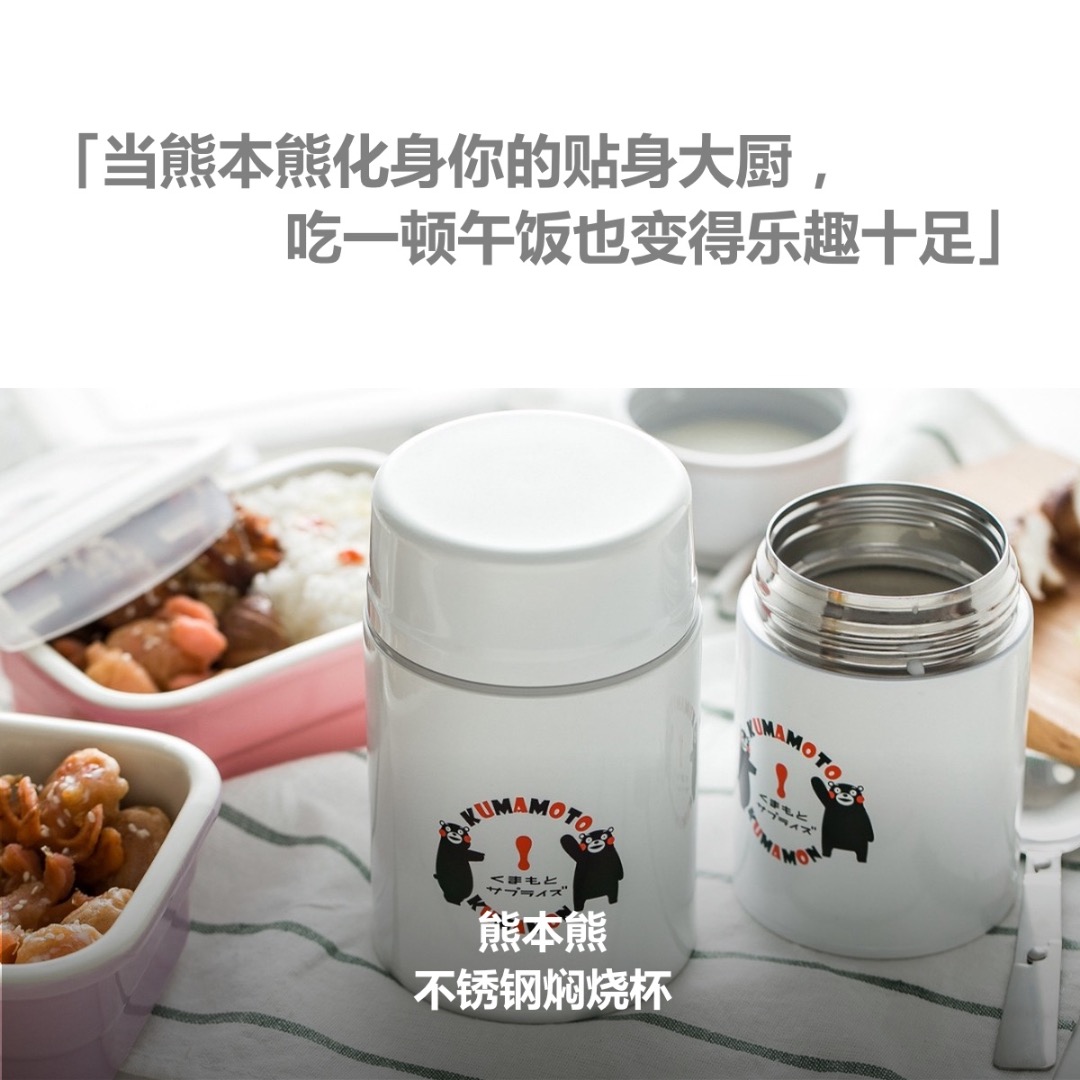 「当熊本熊化身你的贴身大厨，
吃一顿午饭也变得乐趣十足」
KUMAMOTO
!
くまもと
サプライズ
KUMAMOTO
!
くまもと
サプライズ
KUMAMON
熊本熊
不锈钢焖烧杯